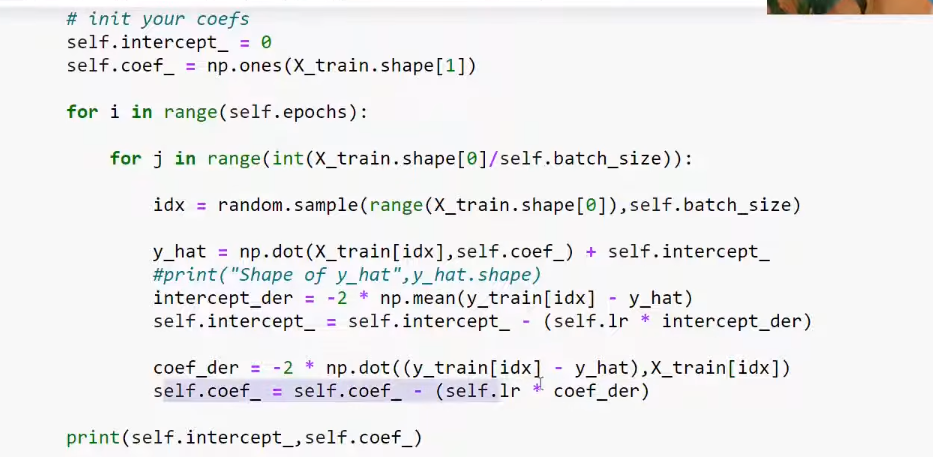 # init your coefs
self.intercept_ = 0
self.coef_ = np.ones(X_train.shape[1])
for i in range(self.epochs):
for j in range(int(X_train.shape[0]/self.batch_size)):
idx = random.sample(range(X_train.shape[0]),self.batch_size)
y_hat = np.dot(X_train[idx],self.coef_) + self.intercept_
#print("Shape of y_hat",y_hat.shape)
intercept_der = -2 * np.mean(y_train[idx] - y_hat)
self.intercept_ = self.intercept_ - (self.lr * intercept_der)
coef_der = -2 * np.dot((y_train[idx] - y_hat),X_train[idx])
self.coef_ = self.coef_ - (self.lr * coef_der)
print(self.intercept_,self.coef_)